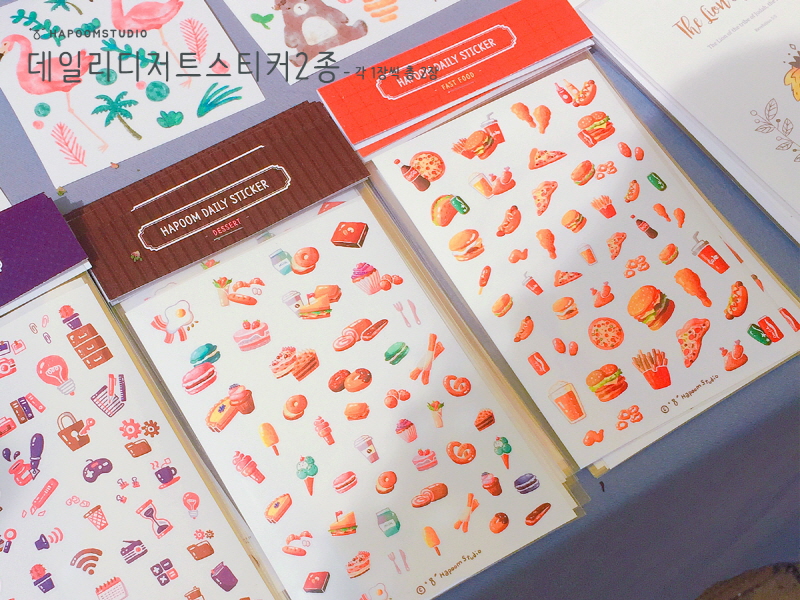 HAPOOMSTUDIO
데일리디저트스티커2종 - 각 1장씩 총 2장
HAPOOM DAILY STICKER
FAST FOOD
HAPOOM DAILY STICKER
DESSERT
The Lion
© "ㅎ" Hapoom Studio
© "ㅎ" Hapoom Studio